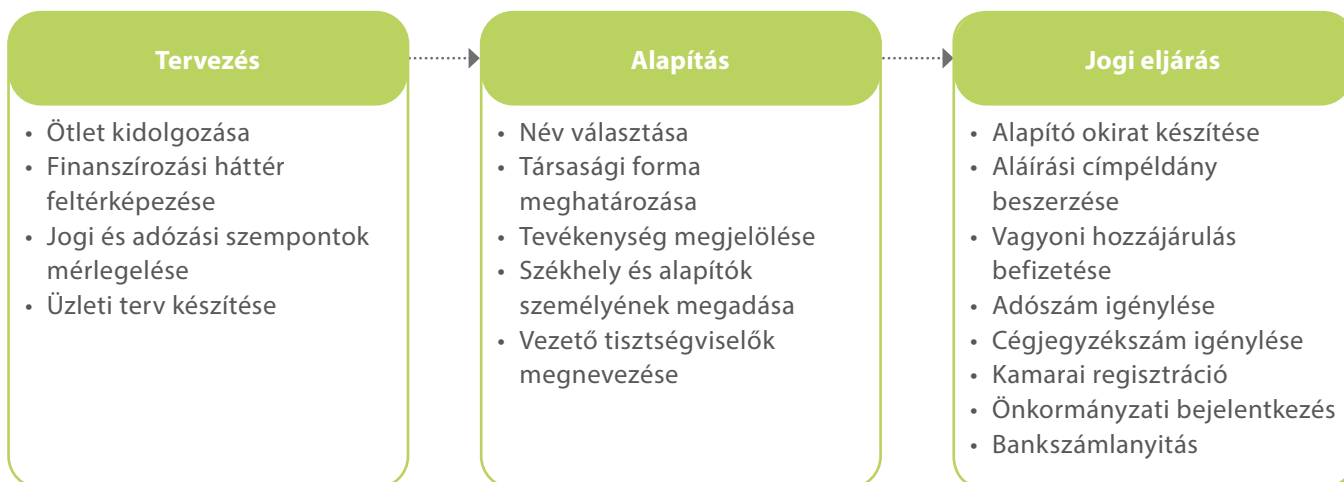 Tervezés
• Ötlet kidolgozása
• Finanszírozási háttér
feltérképezése
• Jogi és adózási szempontok
mérlegelése
• Üzleti terv készítése
Alapítás
• Név választása
• Társasági forma
meghatározása
• Tevékenység megjelölése
• Székhely és alapítók
személyének megadása
• Vezető tisztségviselők
megnevezése
Jogi eljárás
• Alapító okirat készítése
• Aláírási címpéldány
beszerzése
• Vagyoni hozzájárulás
befizetése
• Adószám igénylése
• Cégjegyzékszám igénylése
• Kamarai regisztráció
• Önkormányzati bejelentkezés
• Bankszámlanyitás